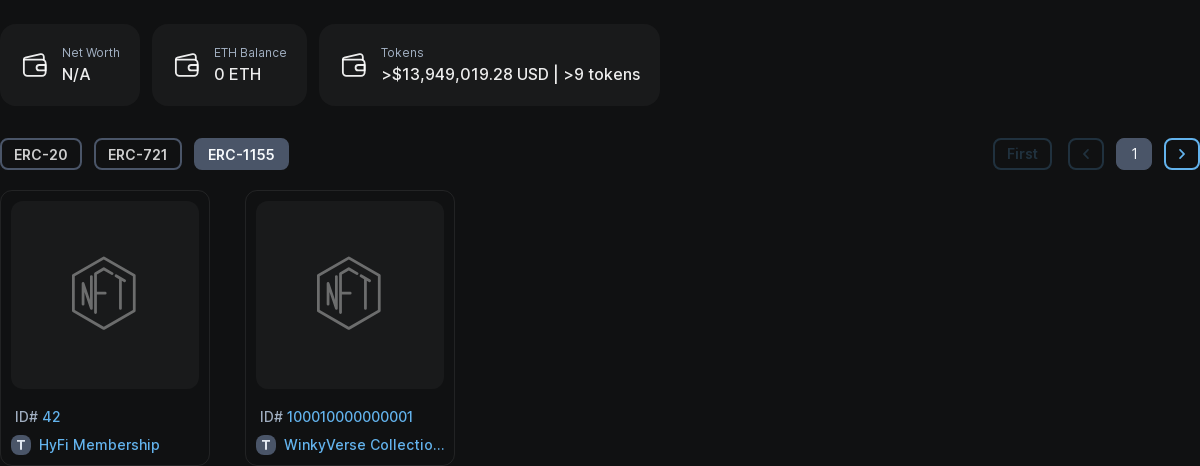 Net Worth
N/A
ETH Balance
0 ETH
Tokens
>$13,949,019.28 USD | >9 tokens
ERC-20 ERC-721 ERC-1155 First 1
NFT NFT
ID# 42 ID# 100010000000001
T HyFi Membership T WinkyVerse Collectio...